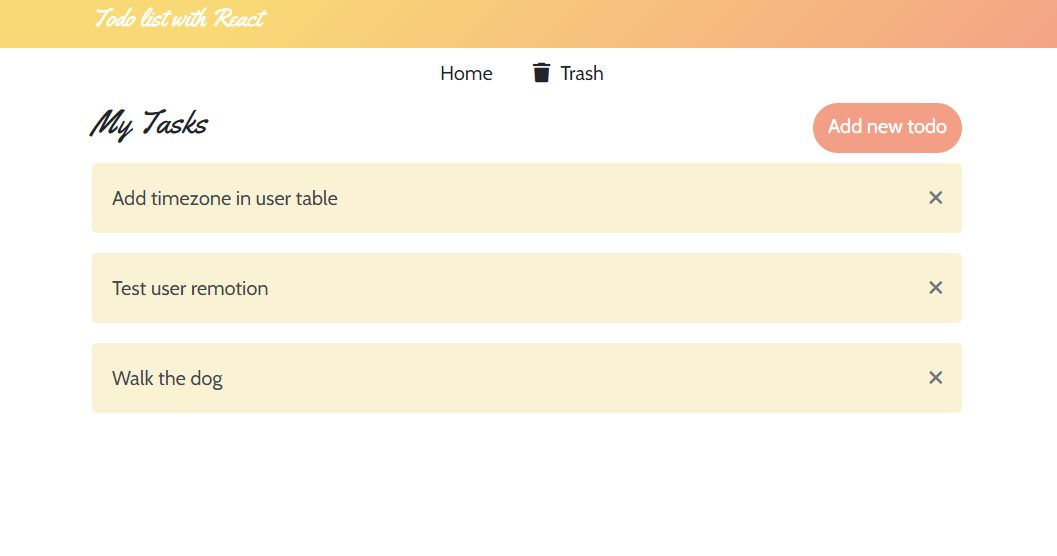 Todo list with React
Home Trash
My Tasks
Add new todo
Add timezone in user table
Test user remotion
Walk the dog